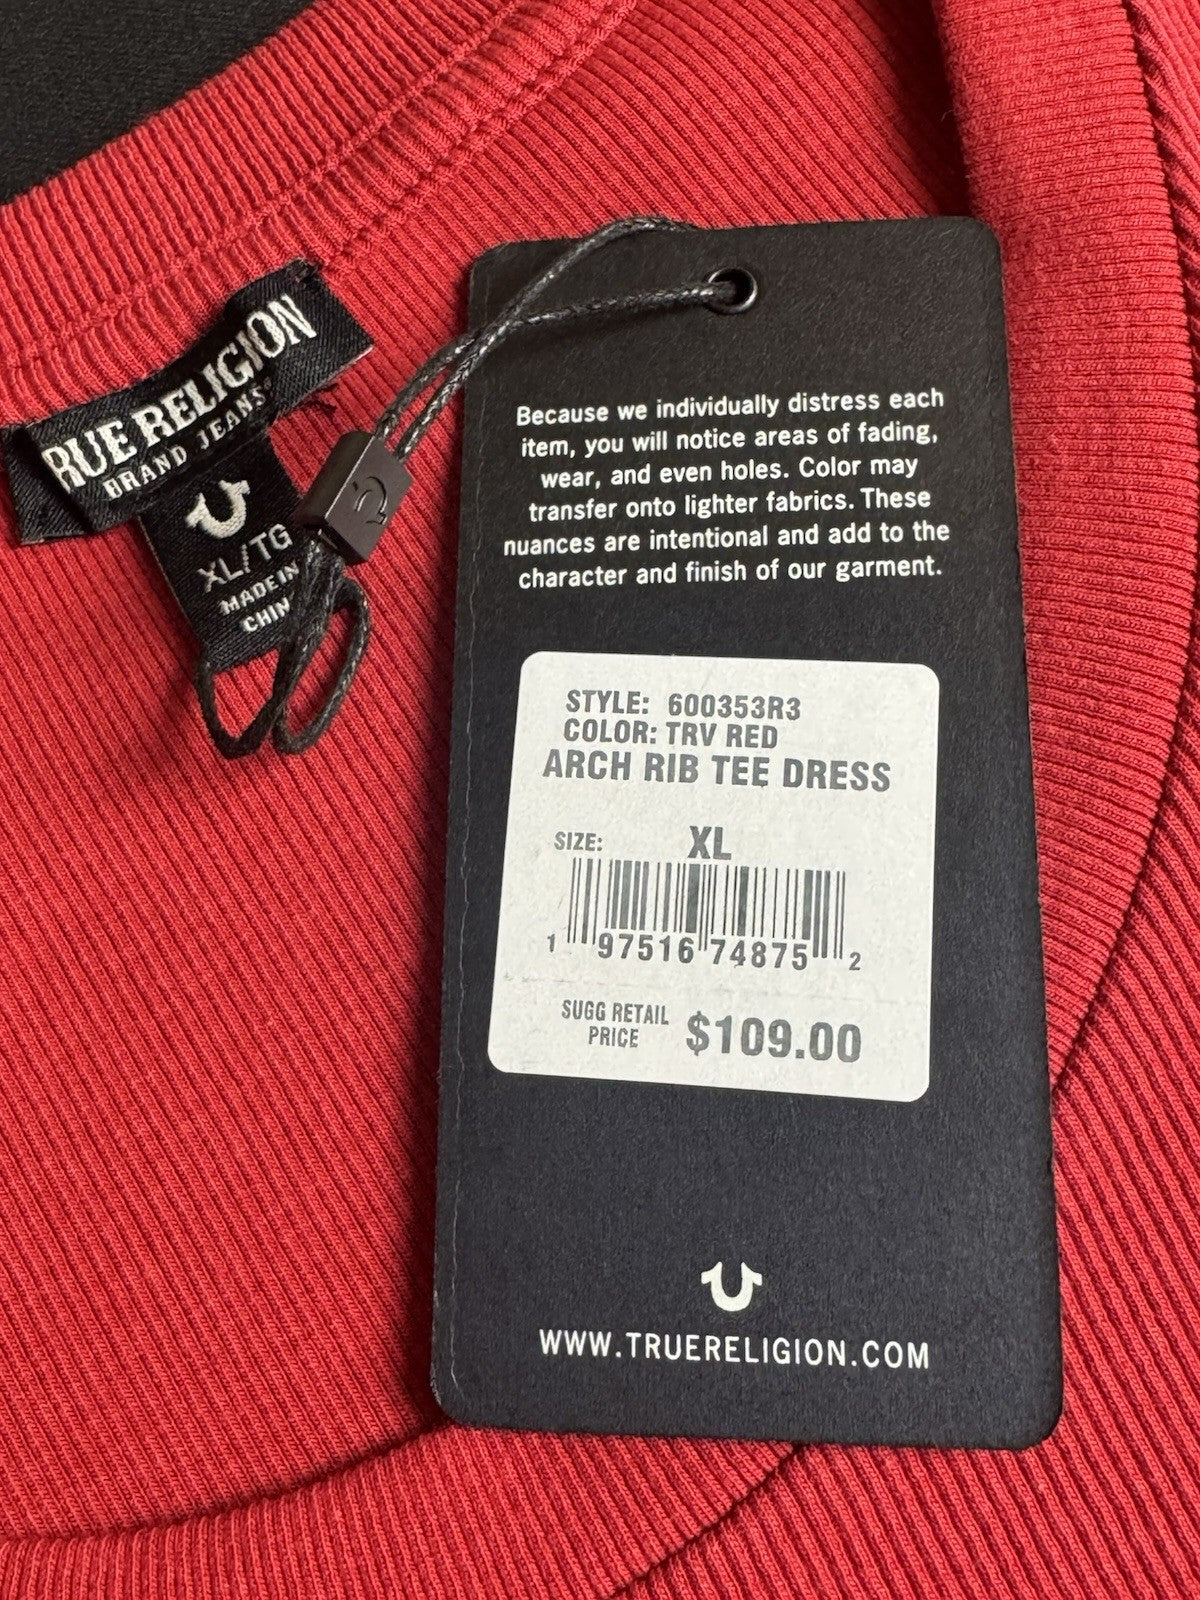 RUE RELIGION
BRAND JEANS®
XL/TG
MADE IN
CHIN
Because we individually distress each
item, you will notice areas of fading,
wear, and even holes. Color may
transfer onto lighter fabrics. These
nuances are intentional and add to the
character and finish of our garment.
STYLE: 600353R3
COLOR: TRV RED
ARCH RIB TEE DRESS
SIZE: XL
1 97516 74875 2
SUGG RETAIL
PRICE $109.00
WWW.TRUERELIGION.COM